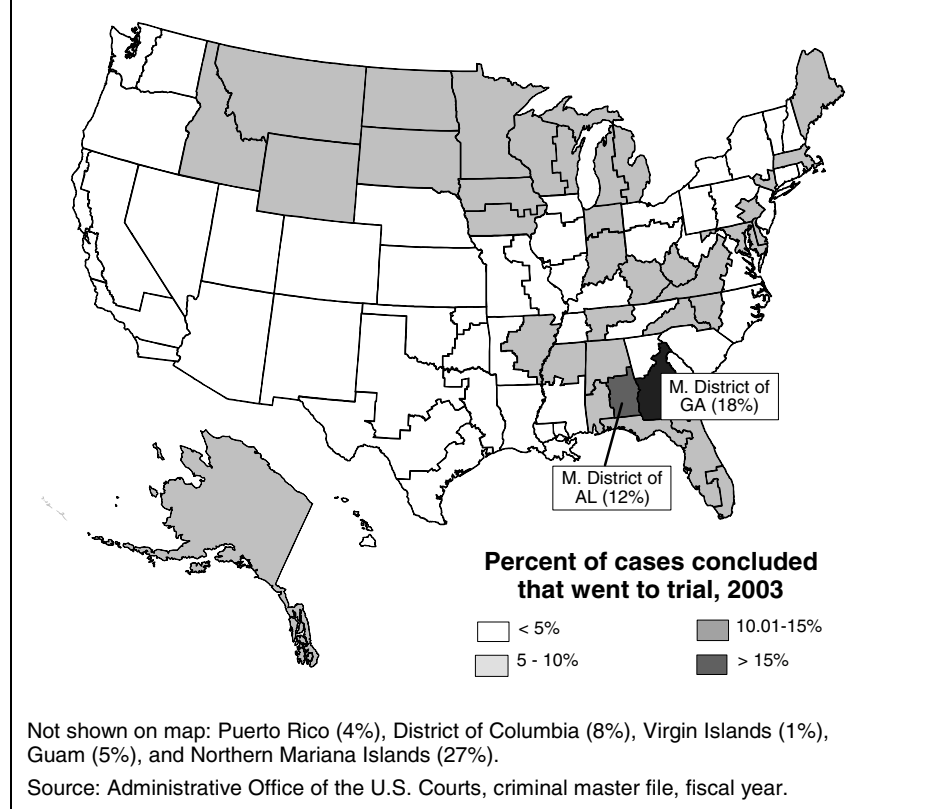 M. District of
GA (18%)
M. District of
AL (12%)
Percent of cases concluded
that went to trial, 2003
< 5%
10.01-15%
5 - 10%
> 15%
Not shown on map: Puerto Rico (4%), District of Columbia (8%), Virgin Islands (1%),
Guam (5%), and Northern Mariana Islands (27%).
Source: Administrative Office of the U.S. Courts, criminal master file, fiscal year.